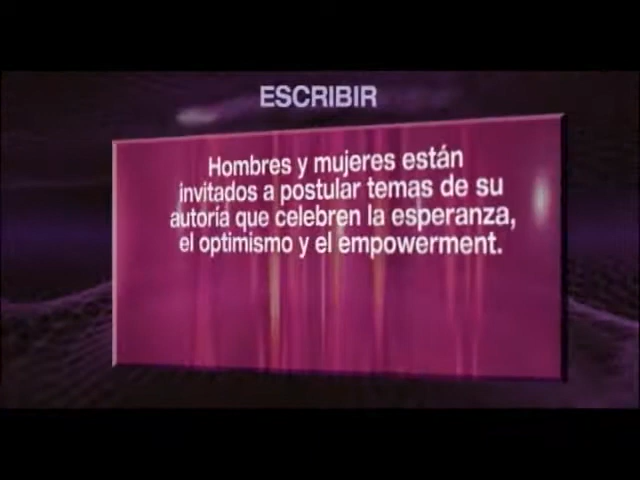 ESCRIBIR
Hombres y mujeres están
invitados a postular temas de su
autoría que celebren la esperanza,
el optimismo y el empowerment.